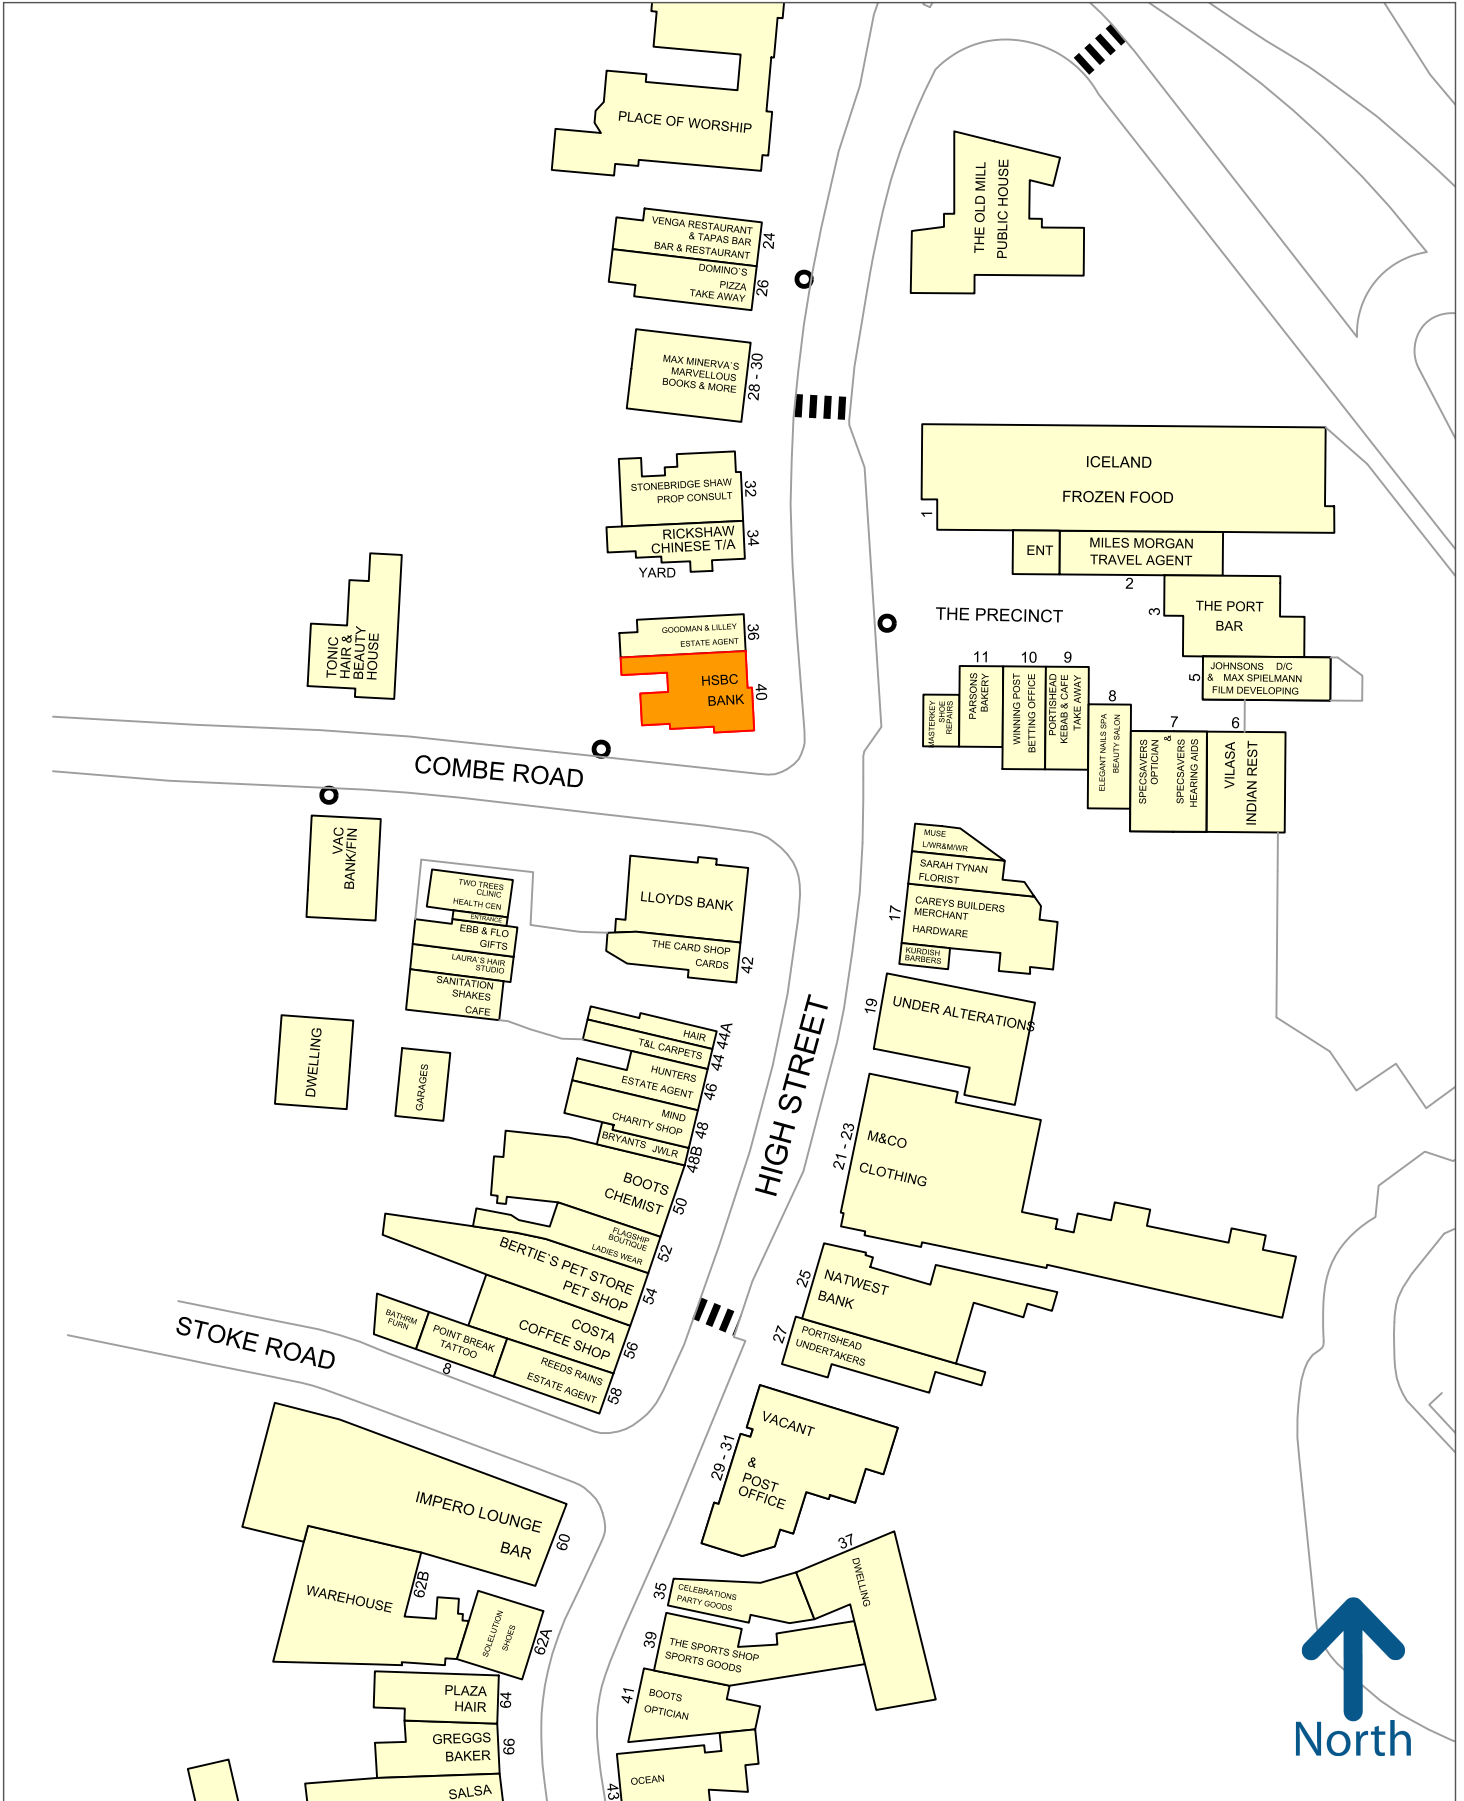 PLACE OF WORSHIP
THE OLD MILL
PUBLIC HOUSE
VENGA RESTAURANT
& TAPAS BAR
BAR & RESTAURANT
24
DOMINO`S
PIZZA
TAKE AWAY
26
MAX MINERVA`S
MARVELLOUS
BOOKS & MORE
28 - 30
ICELAND
FROZEN FOOD
1
STONEBRIDGE SHAW
PROP CONSULT
32
RICKSHAW
CHINESE T/A
34
YARD
ENT
MILES MORGAN
TRAVEL AGENT
2
3
THE PORT
BAR
THE PRECINCT
TONIC
HAIR &
BEAUTY
HOUSE
GOODMAN & LILLEY
ESTATE AGENT
36
HSBC
BANK
40
JOHNSONS D/C
& MAX SPIELMANN
FILM DEVELOPING
5
11
10
9
8
7
6
MASTERKEY
SHOE
REPAIRS
PARSONS
BAKERY
WINNING POST
BETTING OFFICE
PORTISHEAD
KEBAB & CAFE
TAKE AWAY
ELEGANT NAILS SPA
BEAUTY SALON
SPECSAVERS
OPTICIAN
&
SPECSAVERS
HEARING AIDS
VILASA
INDIAN REST
COMBE ROAD
VAC
BANK/FIN
MUSE
L/WR&M/WR
SARAH TYNAN
FLORIST
CAREYS BUILDERS
MERCHANT
HARDWARE
17
KURDISH
BARBERS
TWO TREES
CLINIC
HEALTH CEN
ENTRANCE
EBB & FLO
GIFTS
LAURA`S HAIR
STUDIO
SANITATION
SHAKES
CAFE
LLOYDS BANK
THE CARD SHOP
CARDS
42
19
UNDER ALTERATIONS
DWELLING
GARAGES
HAIR
44A
T&L CARPETS
44
HUNTERS
ESTATE AGENT
46
MIND
CHARITY SHOP
48
BRYANTS JWLR
48B
BOOTS
CHEMIST
50
HIGH STREET
M&CO
CLOTHING
21 - 23
FLAGSHIP
BOUTIQUE
LADIES WEAR
52
BERTIE`S PET STORE
PET SHOP
54
COSTA
COFFEE SHOP
56
NATWEST
BANK
25
PORTISHEAD
UNDERTAKERS
27
STOKE ROAD
BATHRM
FURN
POINT BREAK
TATTOO
8
REEDS RAINS
ESTATE AGENT
58
VACANT
&
POST
OFFICE
29 - 31
IMPERO LOUNGE
BAR
60
WAREHOUSE
62B
SOLELUTION
SHOES
62A
37
DWELLING
35
CELEBRATIONS
PARTY GOODS
39
THE SPORTS SHOP
SPORTS GOODS
41
BOOTS
OPTICIAN
PLAZA
HAIR
64
GREGGS
BAKER
66
SALSA
OCEAN
43
North